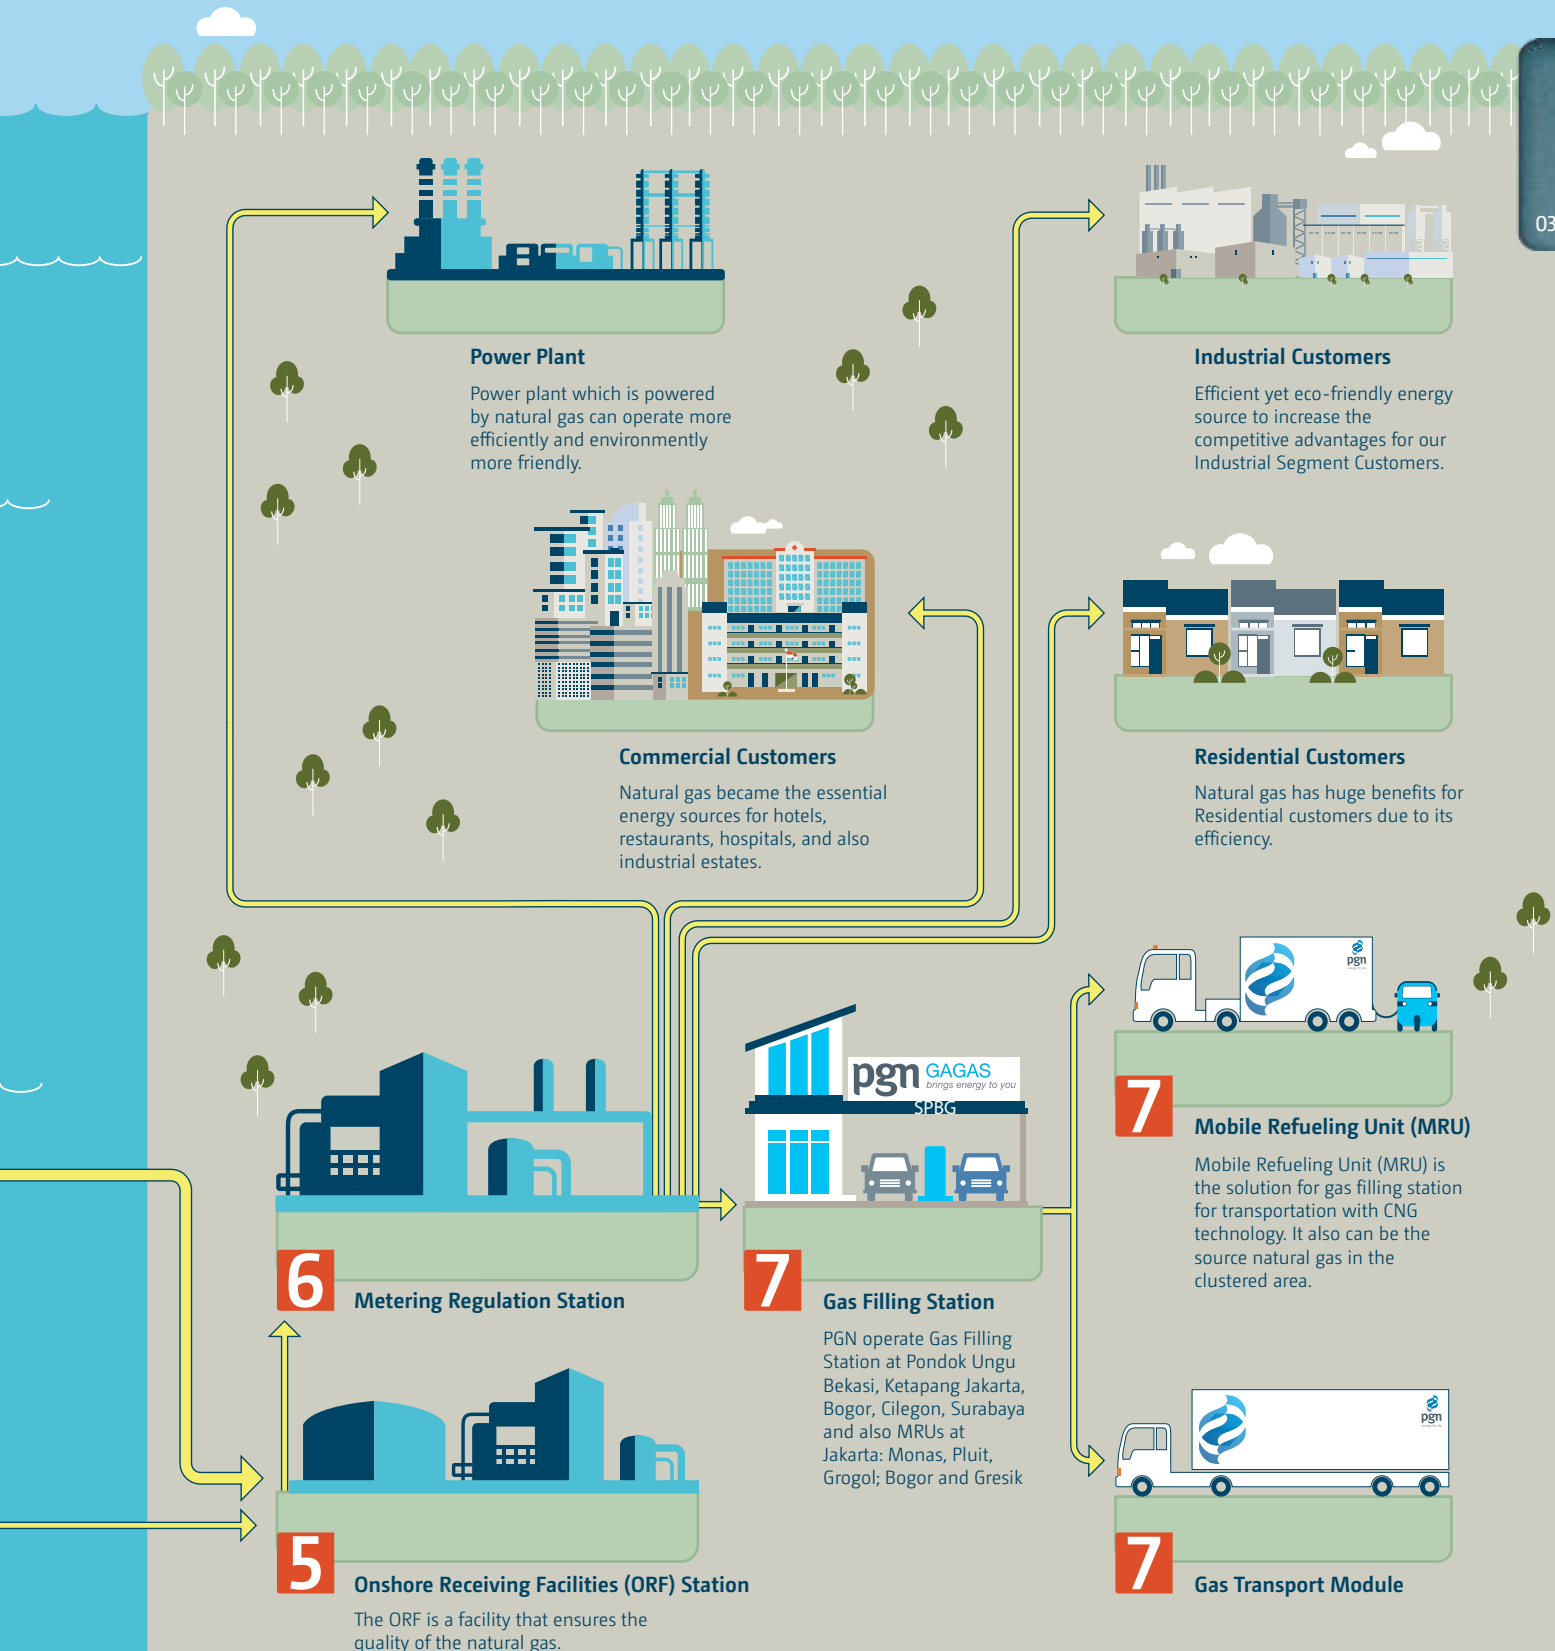 03
Power Plant
Power plant which is powered
by natural gas can operate more
efficiently and environmently
more friendly.
Industrial Customers
Efficient yet eco-friendly energy
source to increase the
competitive advantages for our
Industrial Segment Customers.
Commercial Customers
Natural gas became the essential
energy sources for hotels,
restaurants, hospitals, and also
industrial estates.
Residential Customers
Natural gas has huge benefits for
Residential customers due to its
efficiency.
pgn
7
Mobile Refueling Unit (MRU)
Mobile Refueling Unit (MRU) is
the solution for gas filling station
for transportation with CNG
technology. It also can be the
source natural gas in the
clustered area.
pgn GAGAS
brings energy to you
SPBG
6
Metering Regulation Station
7
Gas Filling Station
PGN operate Gas Filling
Station at Pondok Ungu
Bekasi, Ketapang Jakarta,
Bogor, Cilegon, Surabaya
and also MRUs at
Jakarta: Monas, Pluit,
Grogol; Bogor and Gresik
5
Onshore Receiving Facilities (ORF) Station
The ORF is a facility that ensures the
quality of the natural gas.
pgn
7
Gas Transport Module